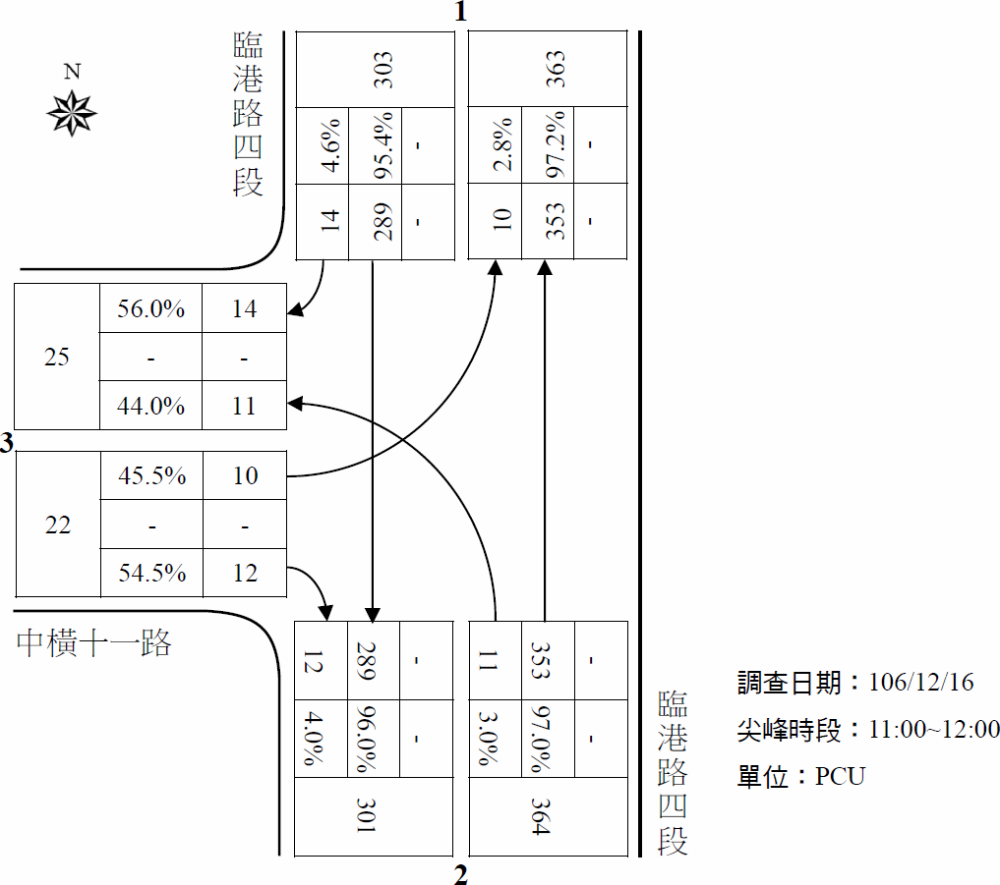 1
N
臨港路四段
303
363
4.6% 95.4% -
2.8% 97.2% -
14 289 -
10 353 -
56.0% 14
25 - -
44.0% 11
3
45.5% 10
22 - -
54.5% 12
中橫十一路
12 289 -
11 353 -
4.0% 96.0% -
3.0% 97.0% -
301
364
2
臨港路四段
調查日期：106/12/16
尖峰時段：11:00~12:00
單位：PCU